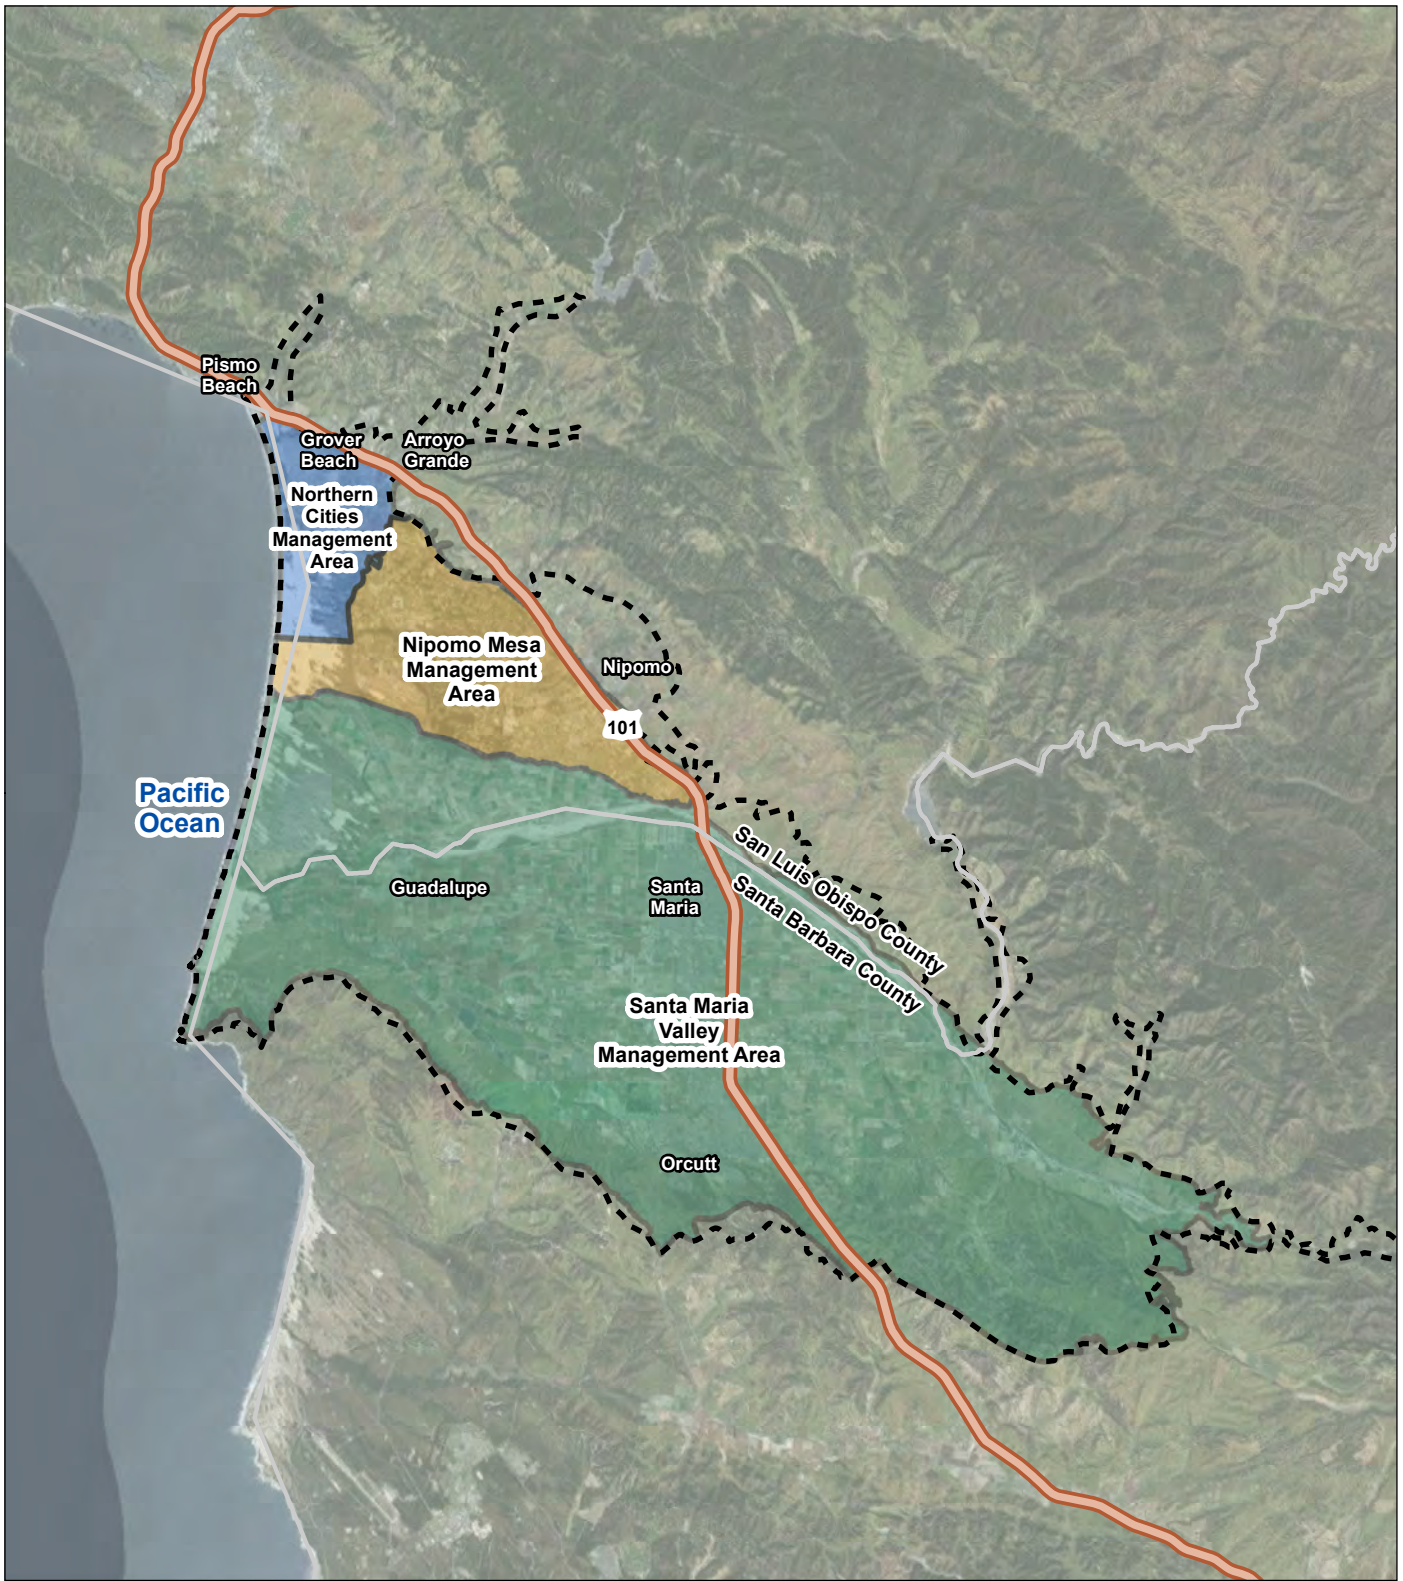 Pismo
Beach
Grover
Beach
Arroyo
Grande
Northern
Cities
Management
Area
Nipomo Mesa
Management
Area
Nipomo
101
Pacific
Ocean
San Luis Obispo County
Santa Barbara County
Guadalupe
Santa
Maria
Santa Maria
Valley
Management Area
Orcutt